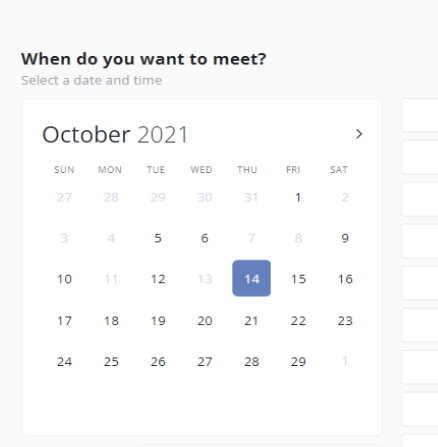 When do you want to meet?
Select a date and time
October 2021
SUN MON TUE WED THU FRI SAT
27 28 29 30 31 1 2
3 4 5 6 7 8 9
10 11 12 13 14 15 16
17 18 19 20 21 22 23
24 25 26 27 28 29 1